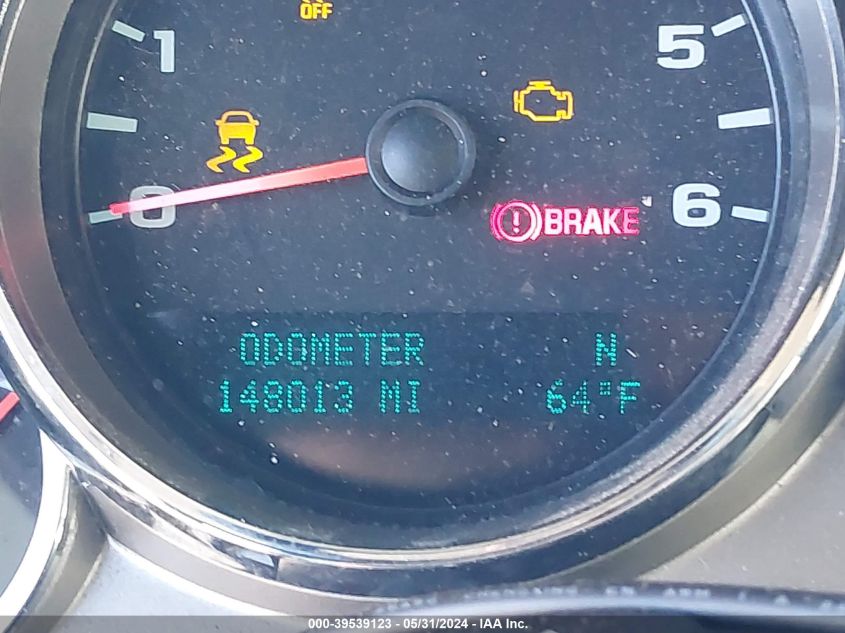 OFF
1 5
0 6
BRAKE
ODOMETER N
148013 MI 64°F
000-39539123 - 05/31/2024 - IAA Inc.